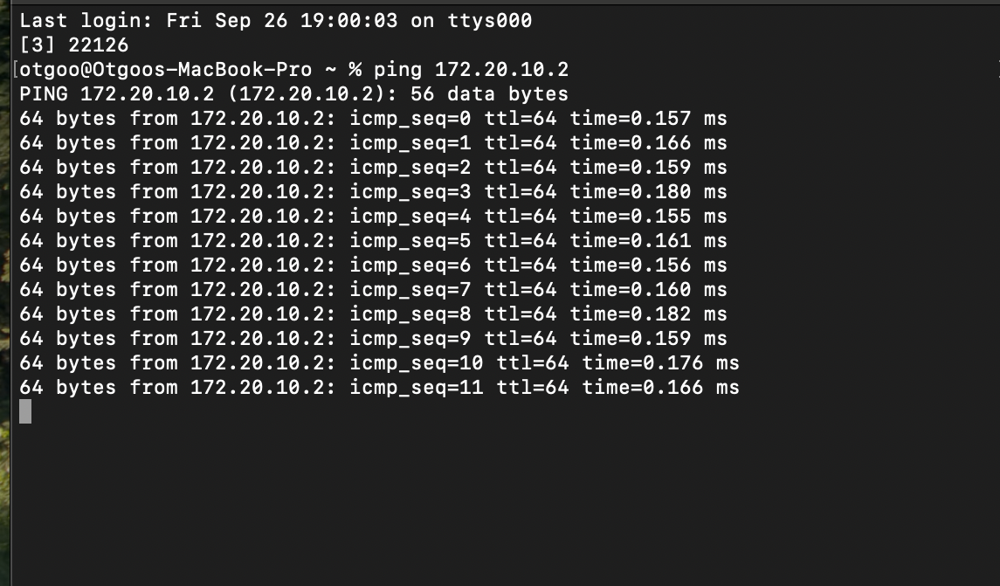 Last login: Fri Sep 26 19:00:03 on ttys000
[3] 22126
[otgoo@Otgoos-MacBook-Pro ~ % ping 172.20.10.2
PING 172.20.10.2 (172.20.10.2): 56 data bytes
64 bytes from 172.20.10.2: icmp_seq=0 ttl=64 time=0.157 ms
64 bytes from 172.20.10.2: icmp_seq=1 ttl=64 time=0.166 ms
64 bytes from 172.20.10.2: icmp_seq=2 ttl=64 time=0.159 ms
64 bytes from 172.20.10.2: icmp_seq=3 ttl=64 time=0.180 ms
64 bytes from 172.20.10.2: icmp_seq=4 ttl=64 time=0.155 ms
64 bytes from 172.20.10.2: icmp_seq=5 ttl=64 time=0.161 ms
64 bytes from 172.20.10.2: icmp_seq=6 ttl=64 time=0.156 ms
64 bytes from 172.20.10.2: icmp_seq=7 ttl=64 time=0.160 ms
64 bytes from 172.20.10.2: icmp_seq=8 ttl=64 time=0.182 ms
64 bytes from 172.20.10.2: icmp_seq=9 ttl=64 time=0.159 ms
64 bytes from 172.20.10.2: icmp_seq=10 ttl=64 time=0.176 ms
64 bytes from 172.20.10.2: icmp_seq=11 ttl=64 time=0.166 ms